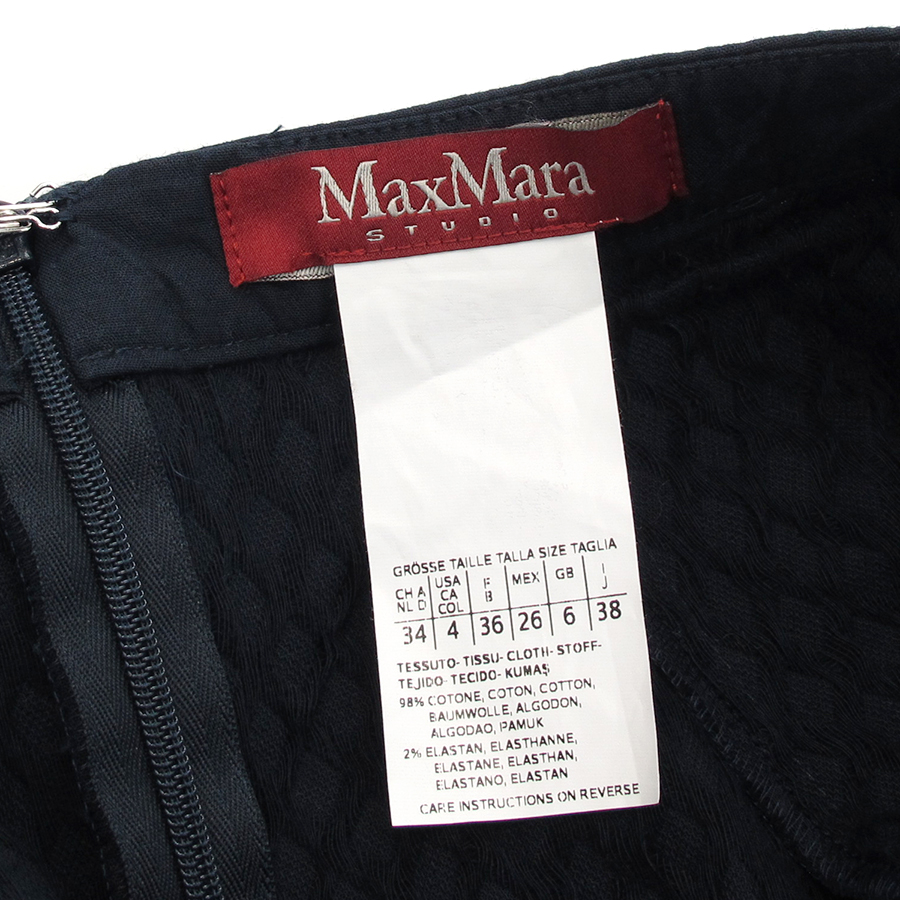 MaxMara
STUDIO
GRÖSSE TAILLE TALLA SIZE TAGLIA
CH A USA F MEX GB I
NL D CA B J
COL
34 4 36 26 6 38
TESSUTO-TISSU-CLOTH-STOFF-
TEJIDO-TECIDO-KUMAŞ
98% COTONE, COTON, COTTON,
BAUMWOLLE, ALGODON,
ALGODAO, PAMUK
2% ELASTAN, ELASTHANNE,
ELASTANE, ELASTHAN,
ELASTANO, ELASTAN
CARE INSTRUCTIONS ON REVERSE